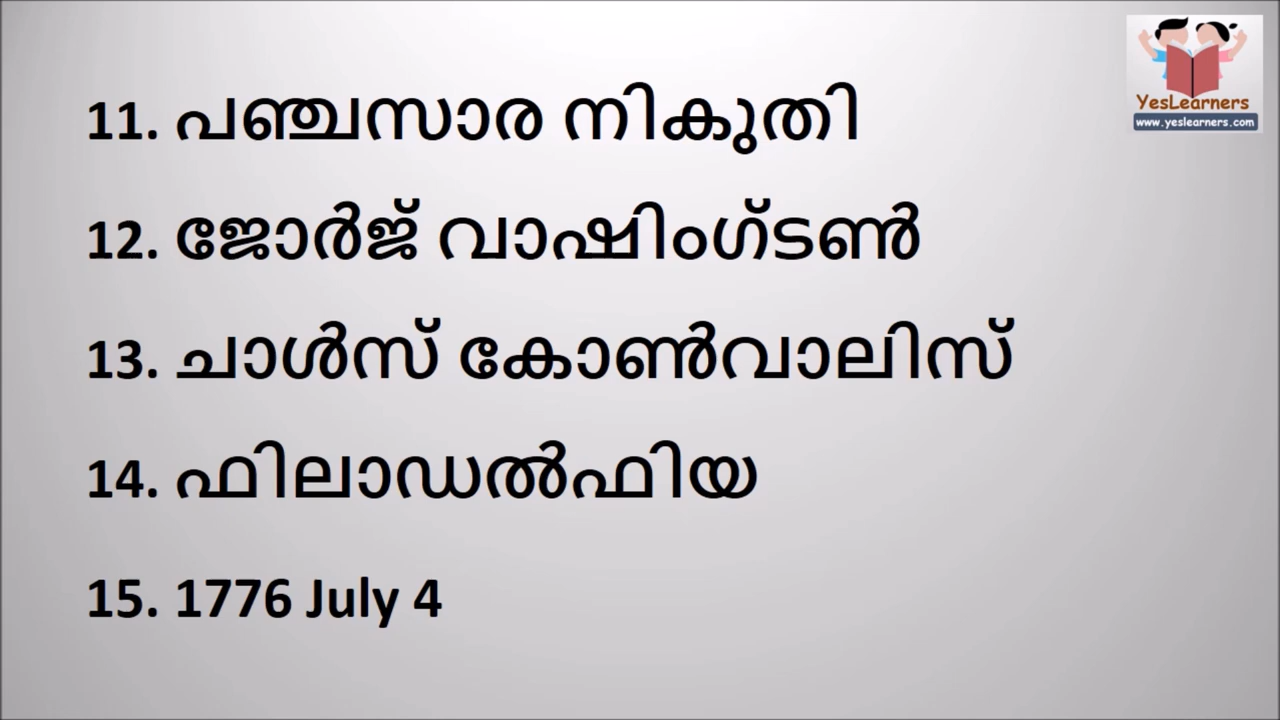 11. പഞ്ചസാര നികുതി
12. ജോർജ് വാഷിംഗ്ടൺ
13. ചാൾസ് കോൺവാലിസ്
14. ഫിലാഡൽഫിയ
15. 1776 July 4
YesLearners
www.yeslearners.com